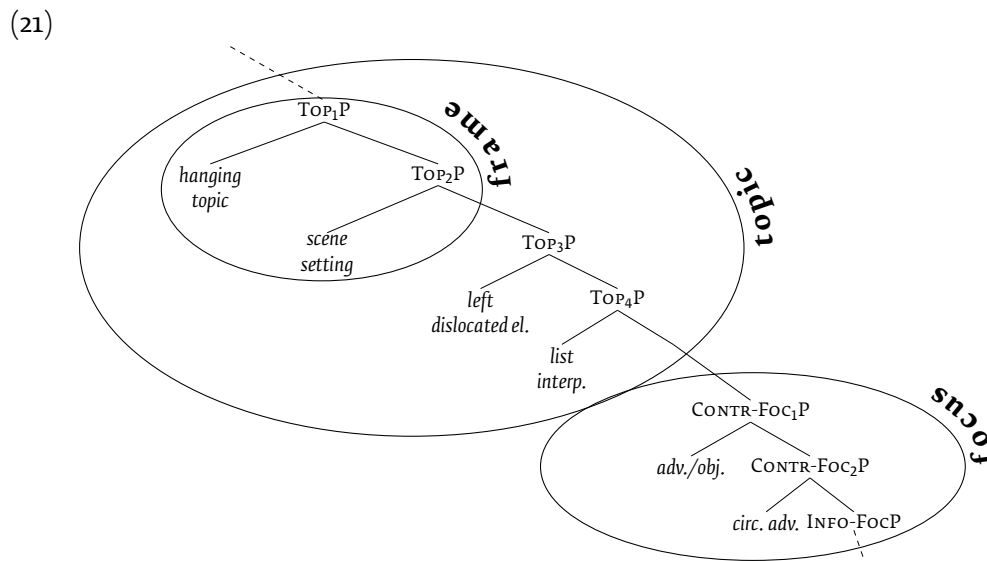 (21)
Top₁P
frame
hanging
topic
Top₂P
topic
scene
setting
Top₃P
left
dislocated el.
Top₄P
list
interp.
focus
Contr-Foc₁P
adv./obj.
Contr-Foc₂P
circ. adv.
Info-FocP